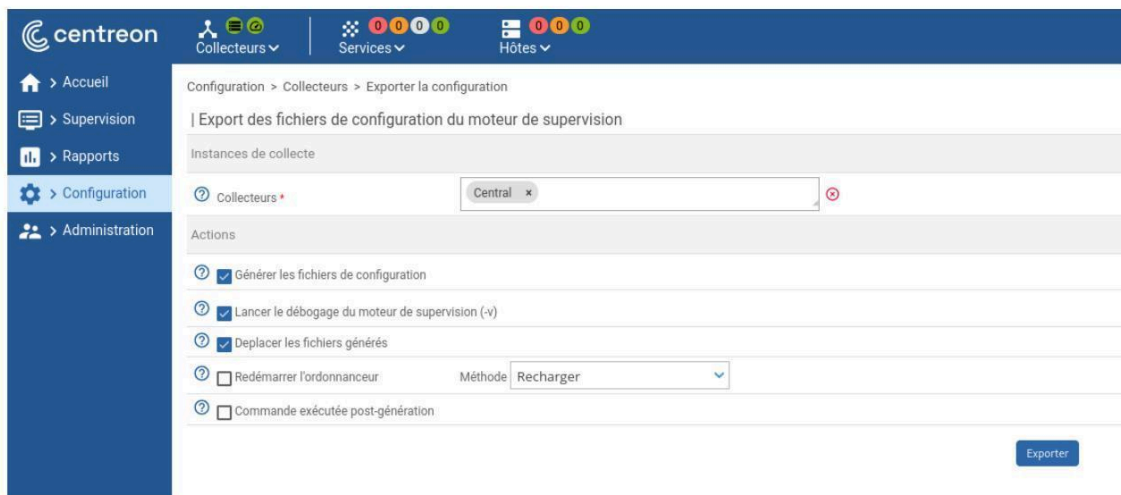 centreon
Collecteurs
0 0 0 0
Services
0 0 0
Hôtes
> Accueil
> Supervision
> Rapports
> Configuration
> Administration
Configuration > Collecteurs > Exporter la configuration
| Export des fichiers de configuration du moteur de supervision
Instances de collecte
? Collecteurs * Central ×
Actions
? Générer les fichiers de configuration
? Lancer le débogage du moteur de supervision (-v)
? Deplacer les fichiers générés
? Redémarrer l'ordonnanceur Méthode Recharger
? Commande exécutée post-génération
Exporter